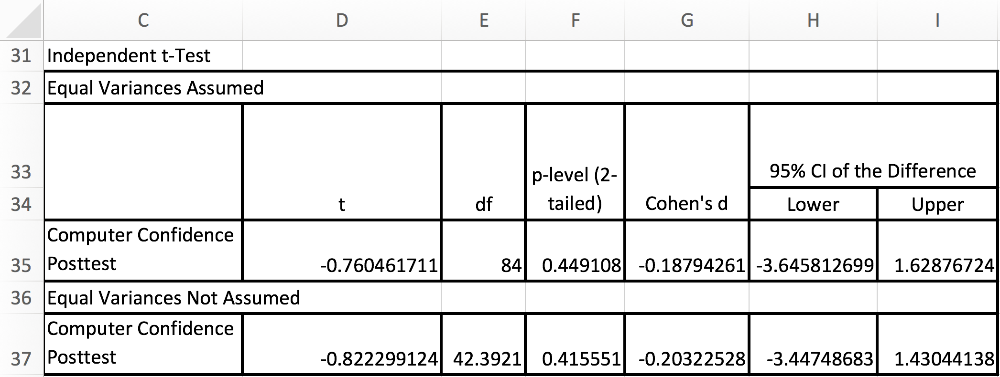 C D E F G H I
31 Independent t-Test
32 Equal Variances Assumed
33 p-level (2- 95% CI of the Difference
34 t df tailed) Cohen's d Lower Upper
Computer Confidence
35 Posttest -0.760461711 84 0.449108 -0.18794261 -3.645812699 1.62876724
36 Equal Variances Not Assumed
Computer Confidence
37 Posttest -0.822299124 42.3921 0.415551 -0.20322528 -3.44748683 1.43044138